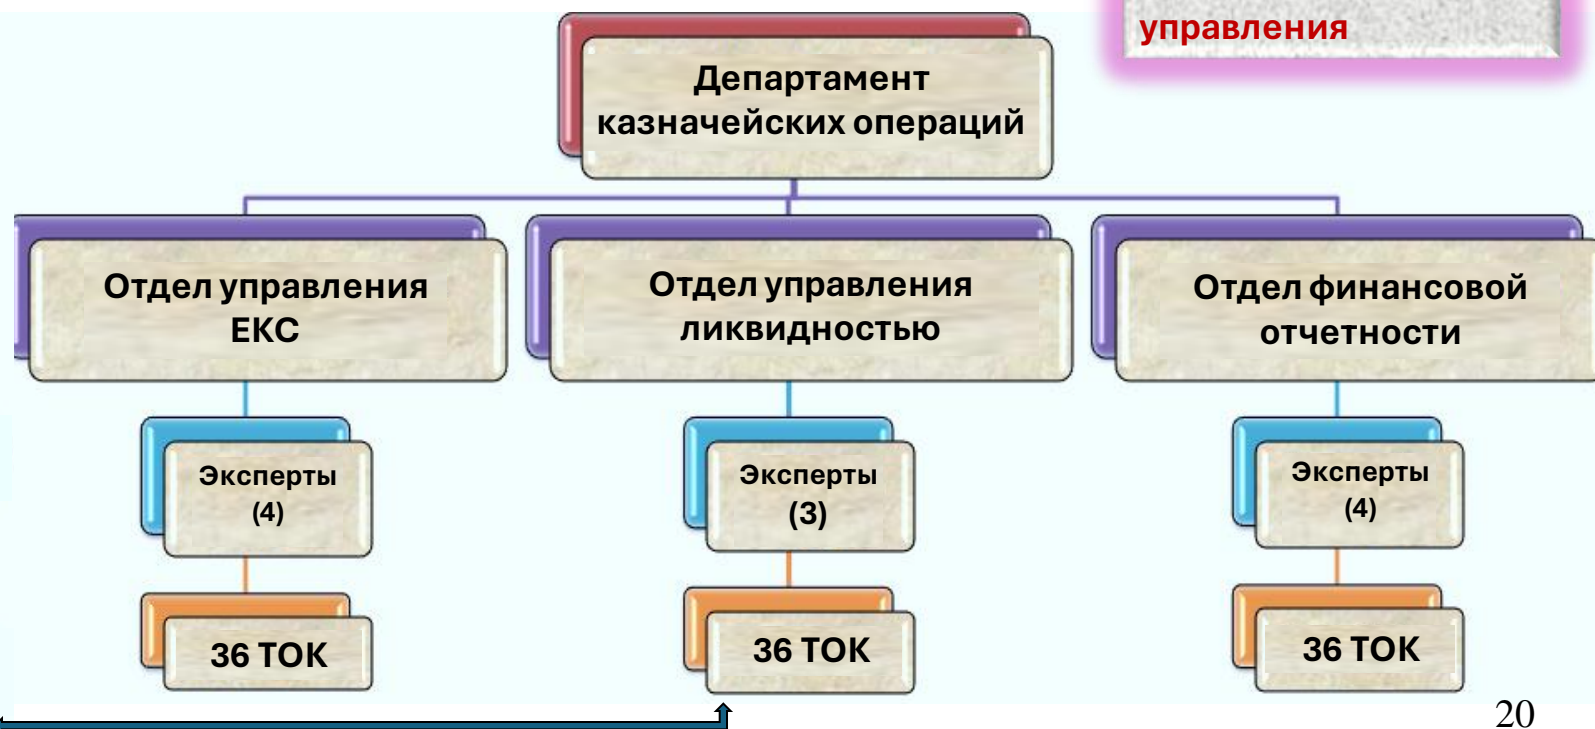 управления
Департамент
казначейских операций
Отдел управления
ЕКС
Отдел управления
ликвидностью
Отдел финансовой
отчетности
Эксперты
(4)
Эксперты
(3)
Эксперты
(4)
36 ТОК
36 ТОК
36 ТОК
20